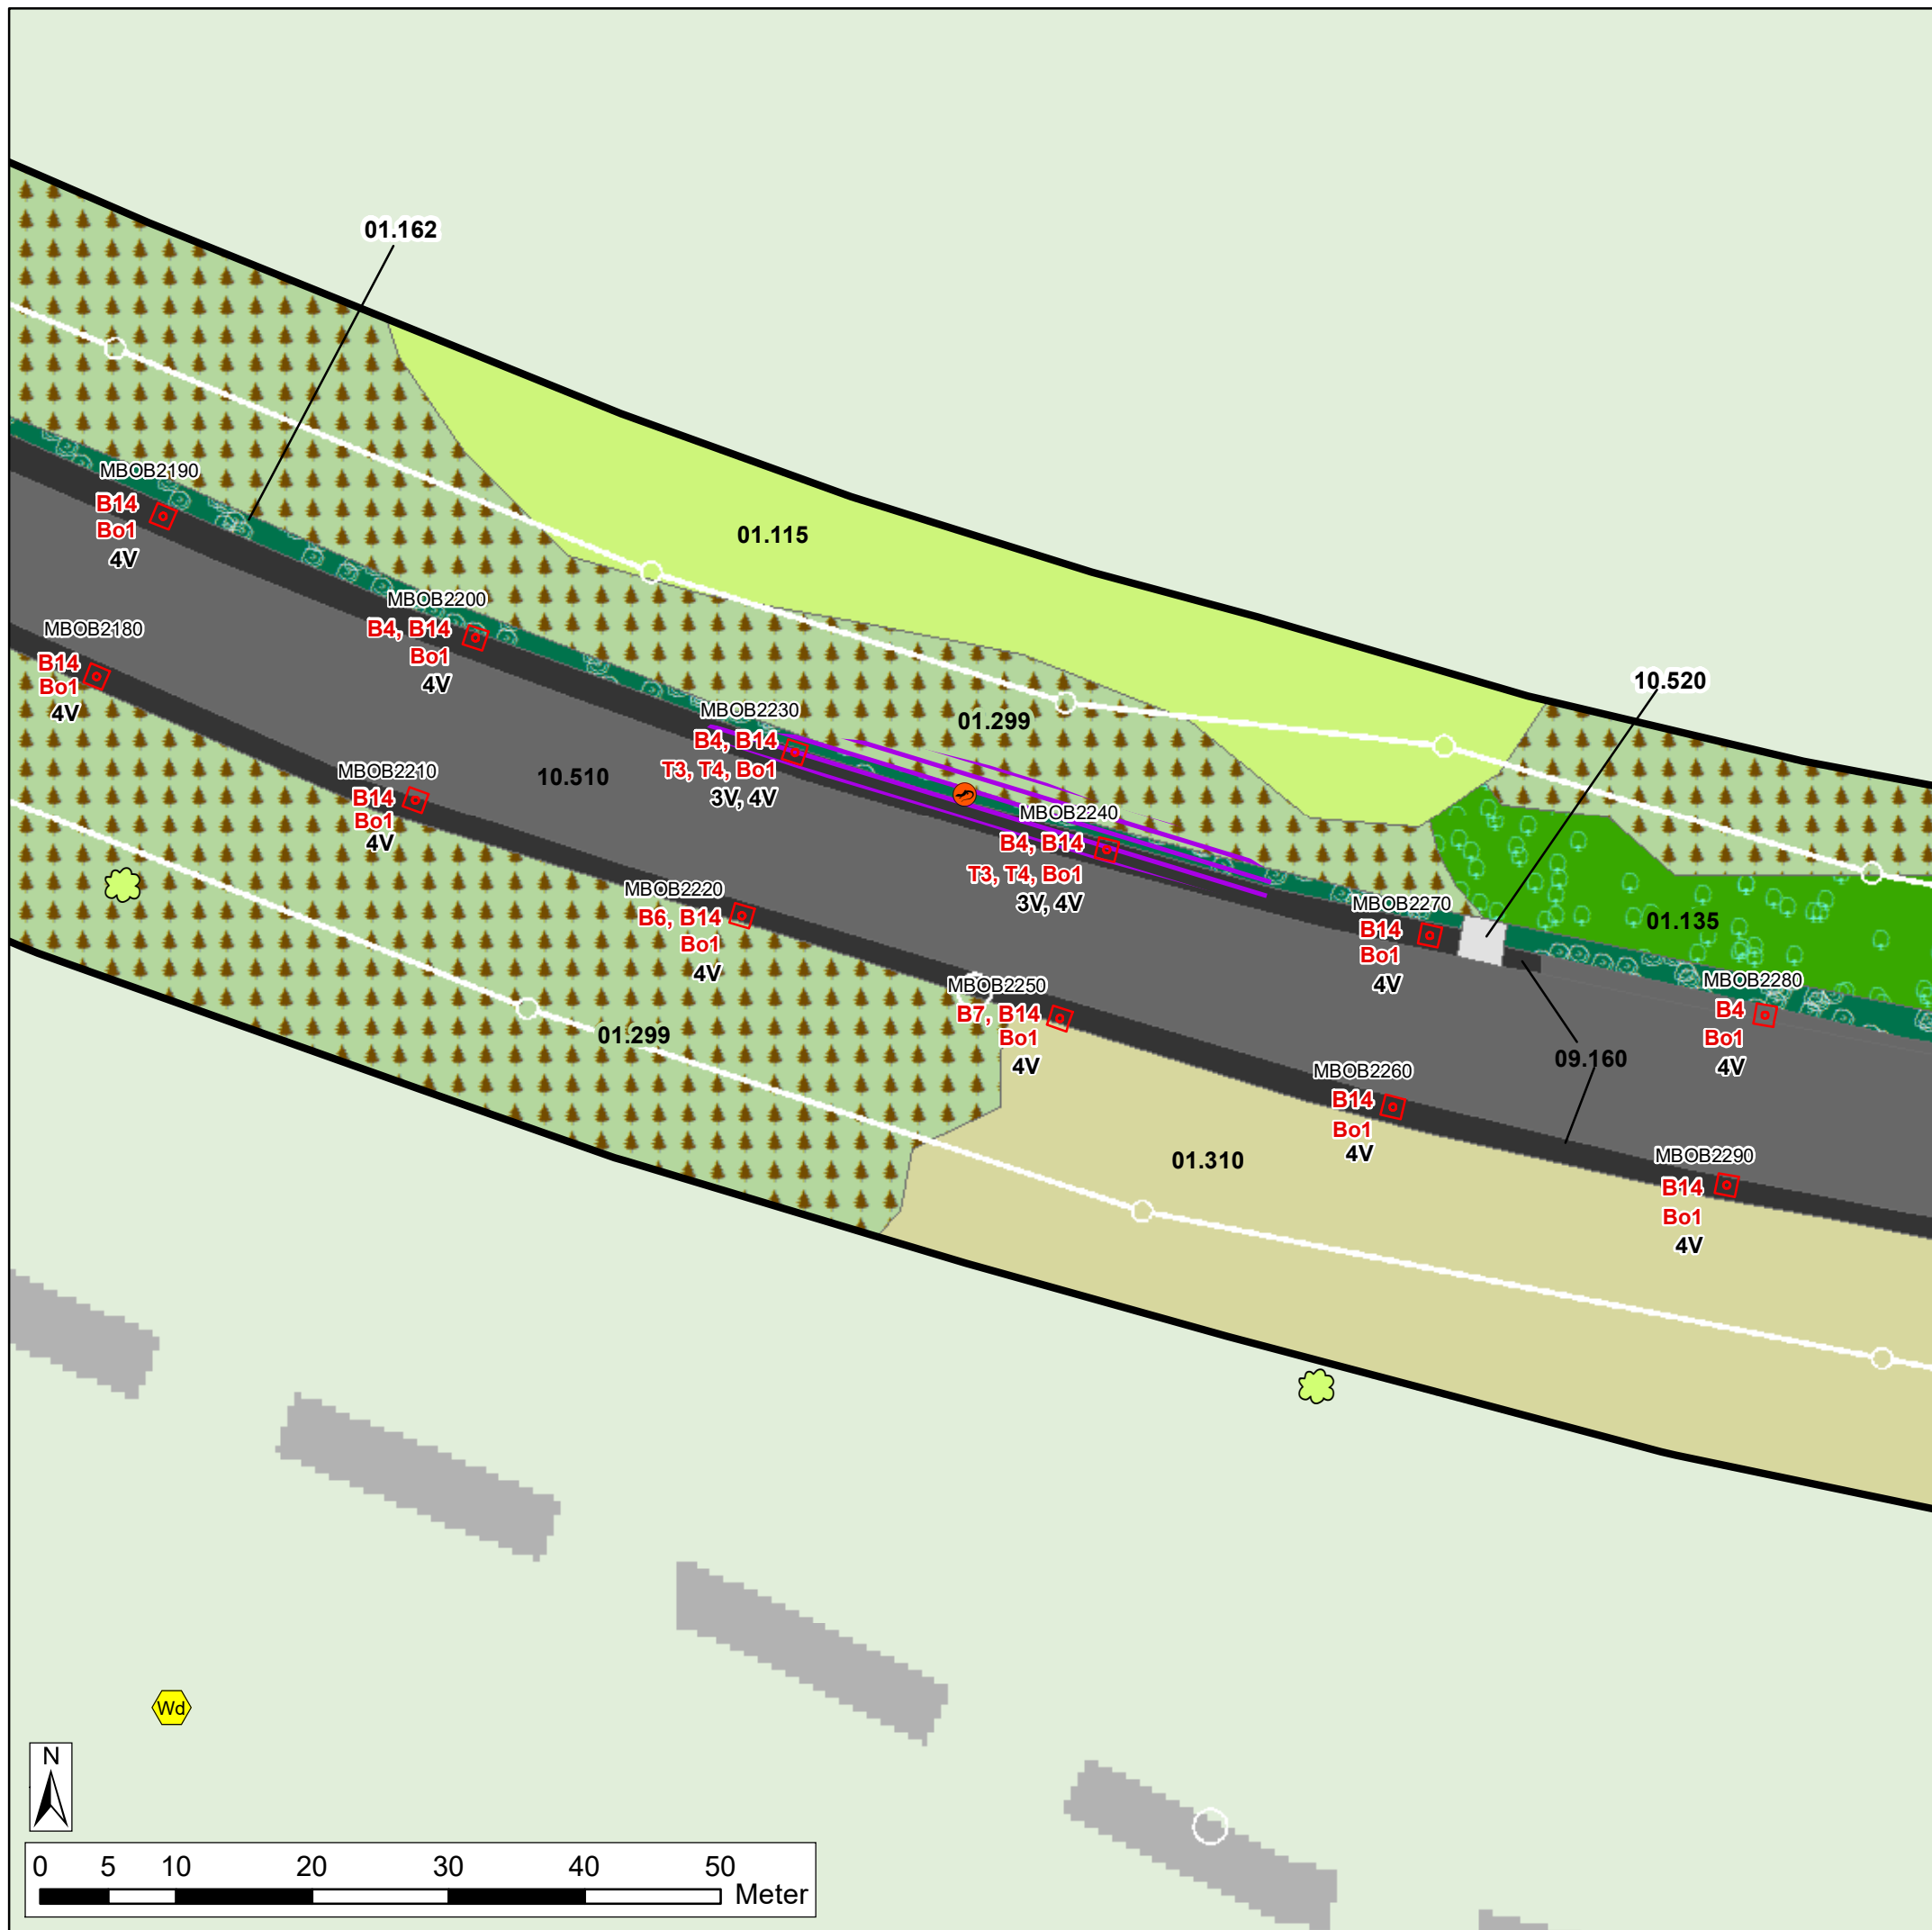 01.162
MBOB2190
B14
Bo1
4V
01.115
MBOB2200
B4, B14
Bo1
4V
MBOB2180
B14
Bo1
4V
10.520
MBOB2230
B4, B14
T3, T4, Bo1
3V, 4V
01.299
10.510
MBOB2210
B14
Bo1
4V
MBOB2240
B4, B14
T3, T4, Bo1
3V, 4V
MBOB2220
B6, B14
Bo1
4V
MBOB2270
B14
Bo1
4V
01.135
MBOB2280
B4
Bo1
4V
MBOB2250
B7, B14
Bo1
4V
01.299
09.160
MBOB2260
B14
Bo1
4V
01.310
MBOB2290
B14
Bo1
4V
Wd
N
0 5 10 20 30 40 50
Meter